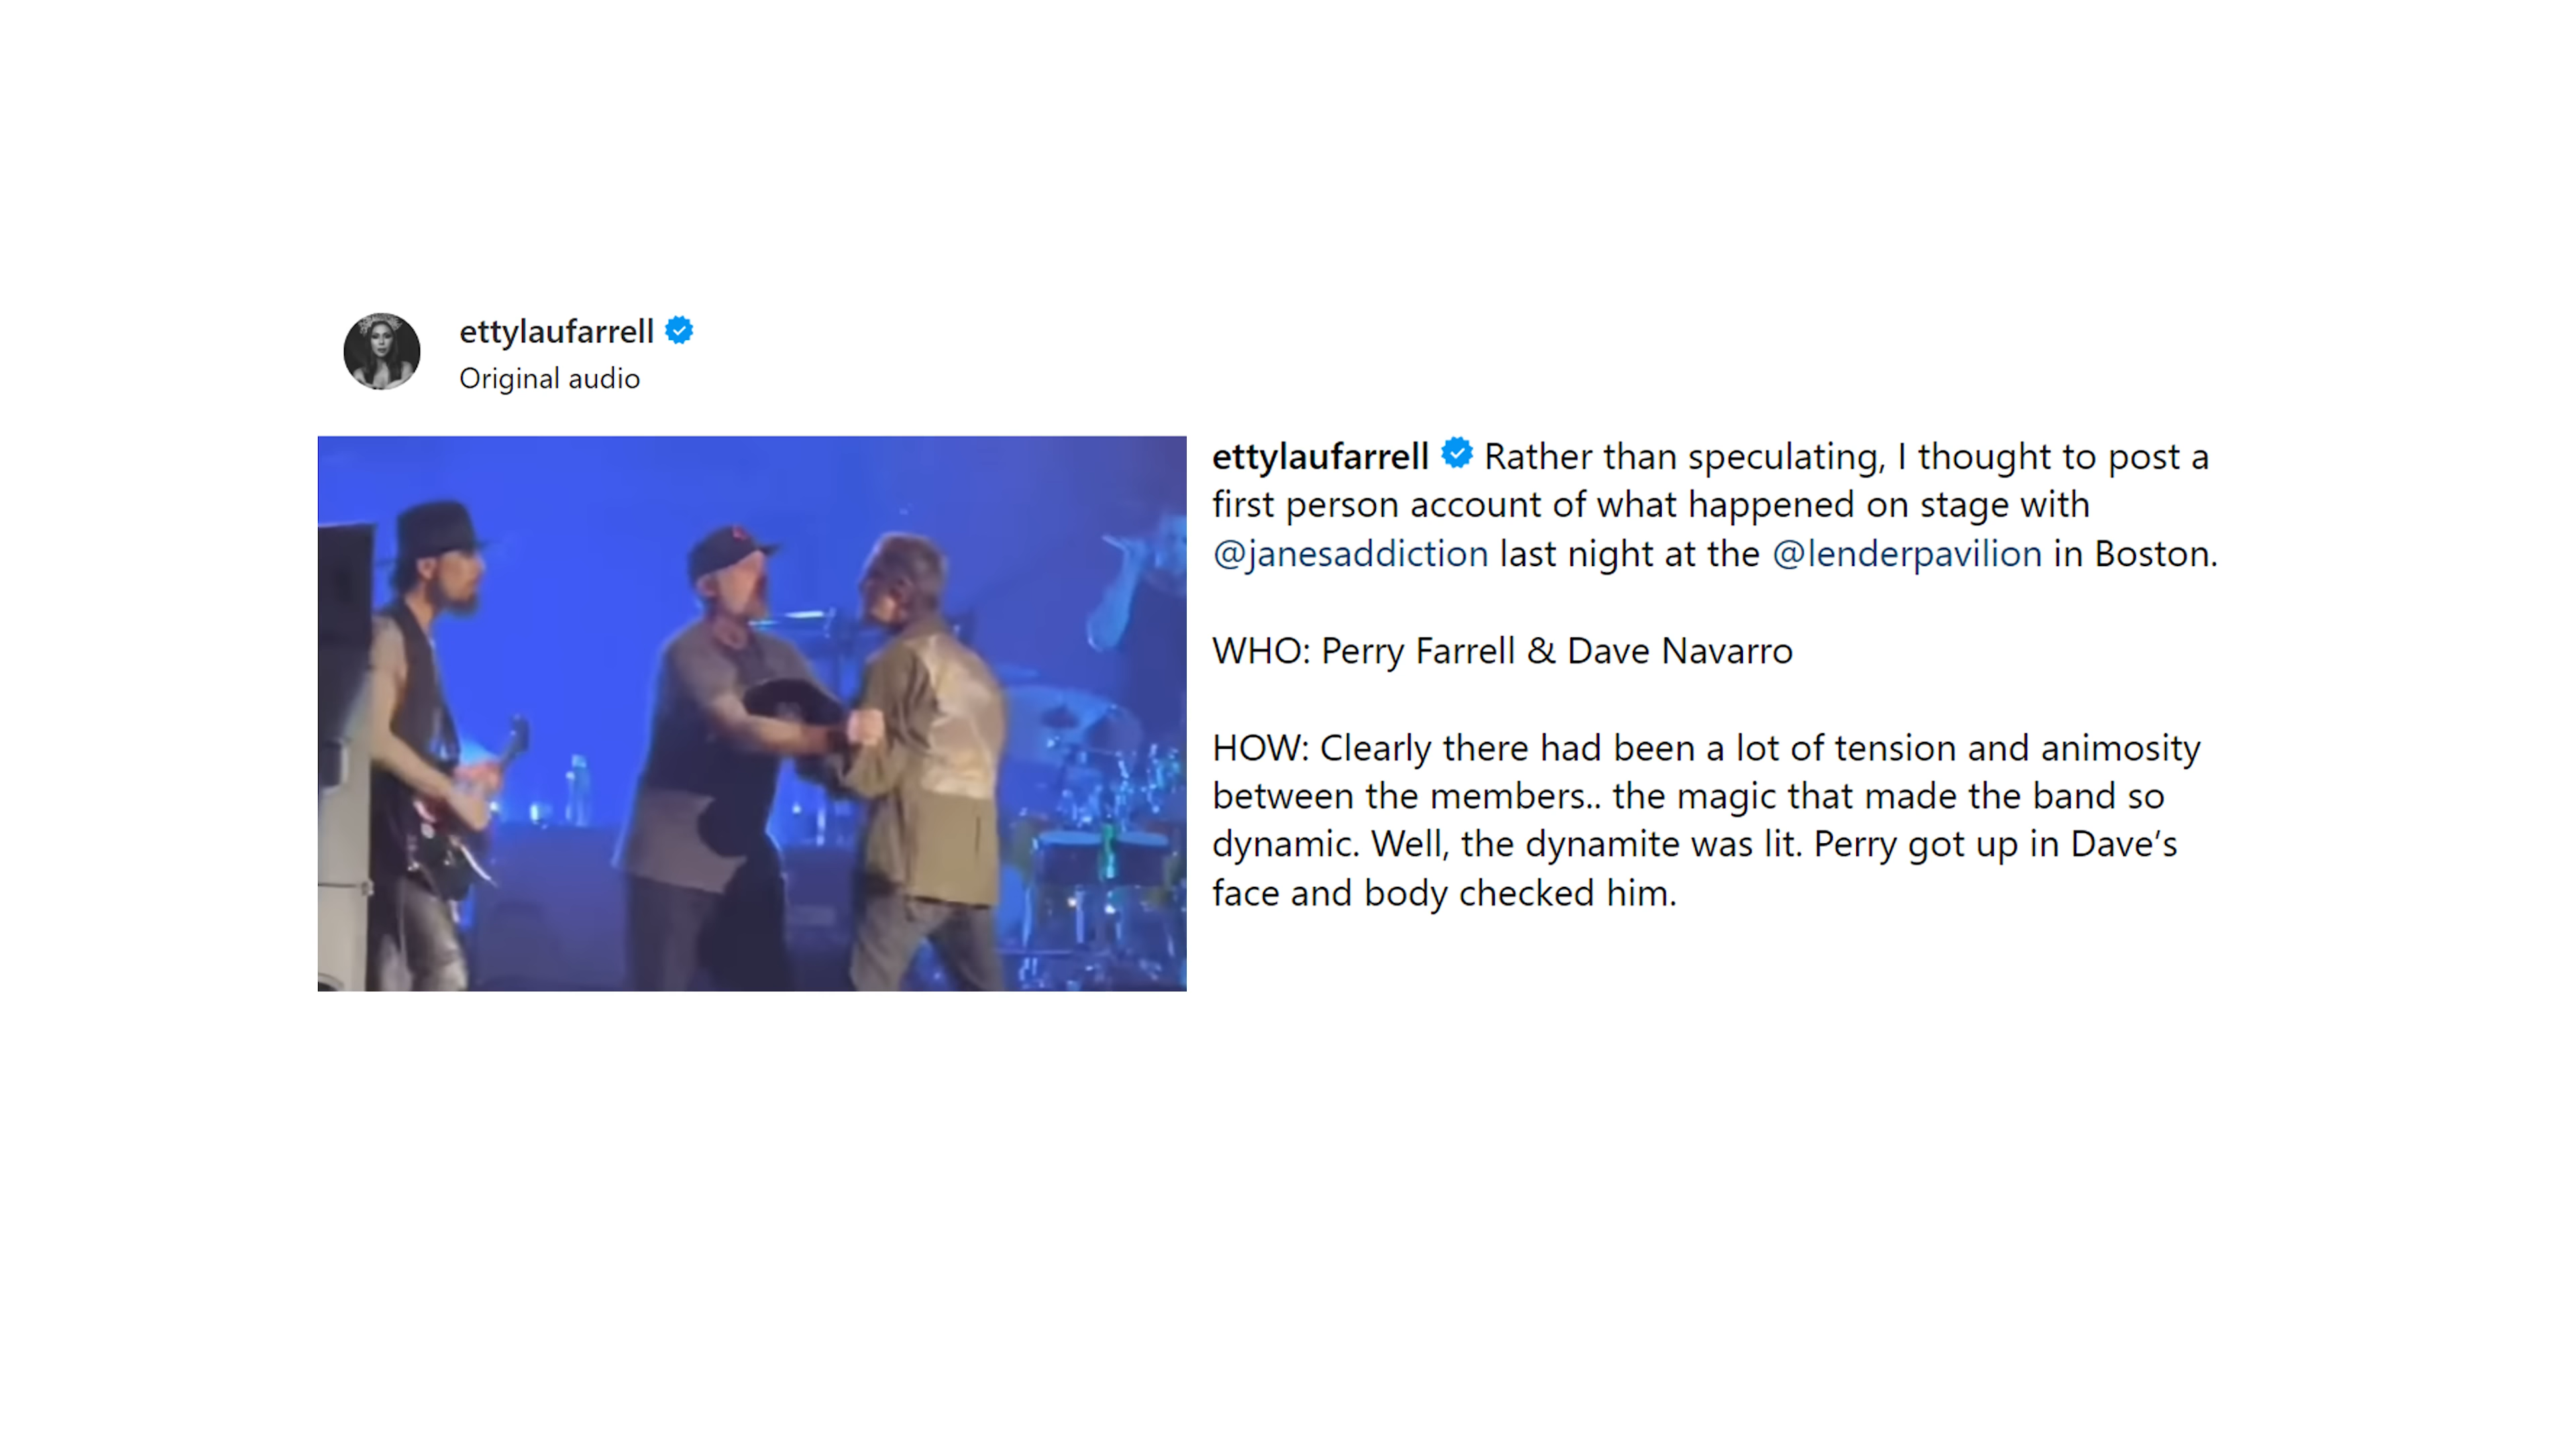 ettylaufarrell
Original audio
ettylaufarrell Rather than speculating, I thought to post a
first person account of what happened on stage with
@janesaddiction last night at the @lenderpavilion in Boston.
WHO: Perry Farrell & Dave Navarro
HOW: Clearly there had been a lot of tension and animosity
between the members.. the magic that made the band so
dynamic. Well, the dynamite was lit. Perry got up in Dave’s
face and body checked him.